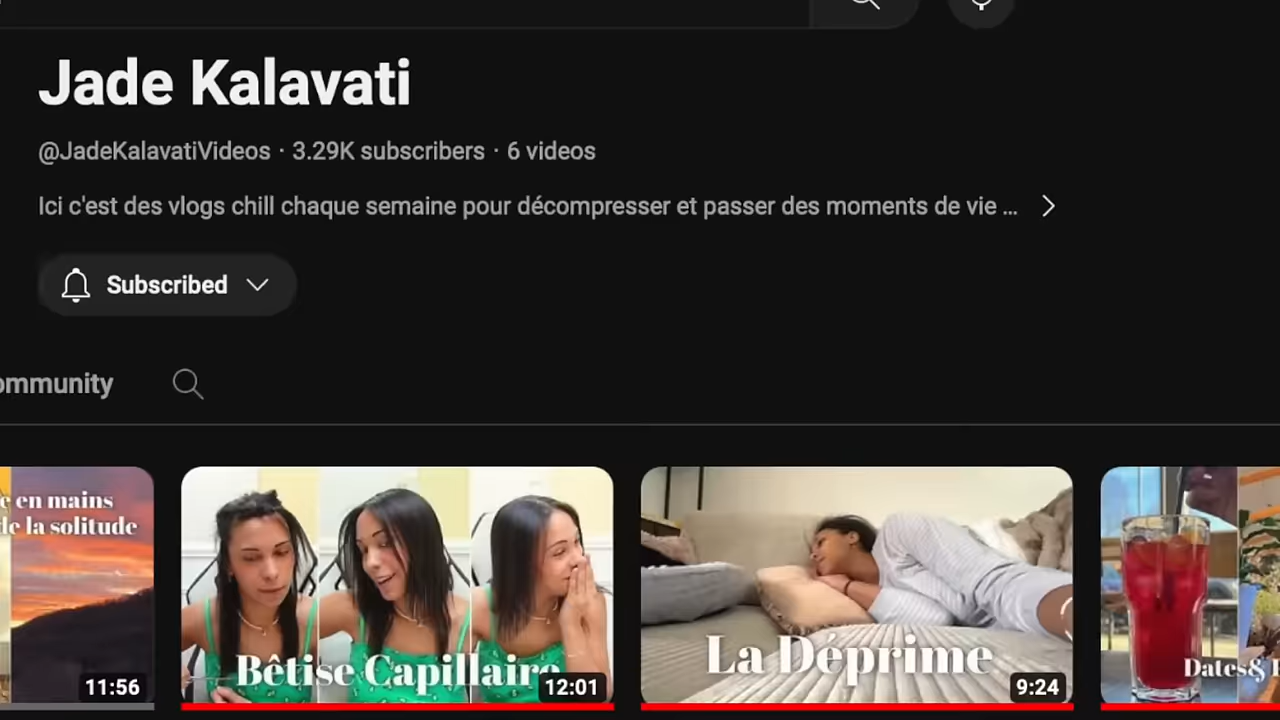 Jade Kalavati
@JadeKalavatiVideos · 3.29K subscribers · 6 videos
Ici c'est des vlogs chill chaque semaine pour décompresser et passer des moments de vie ...
Subscribed
ommunity
e en mains
de la solitude
11:56
Bêtise Capillaire
12:01
La Déprime
9:24
Dates&